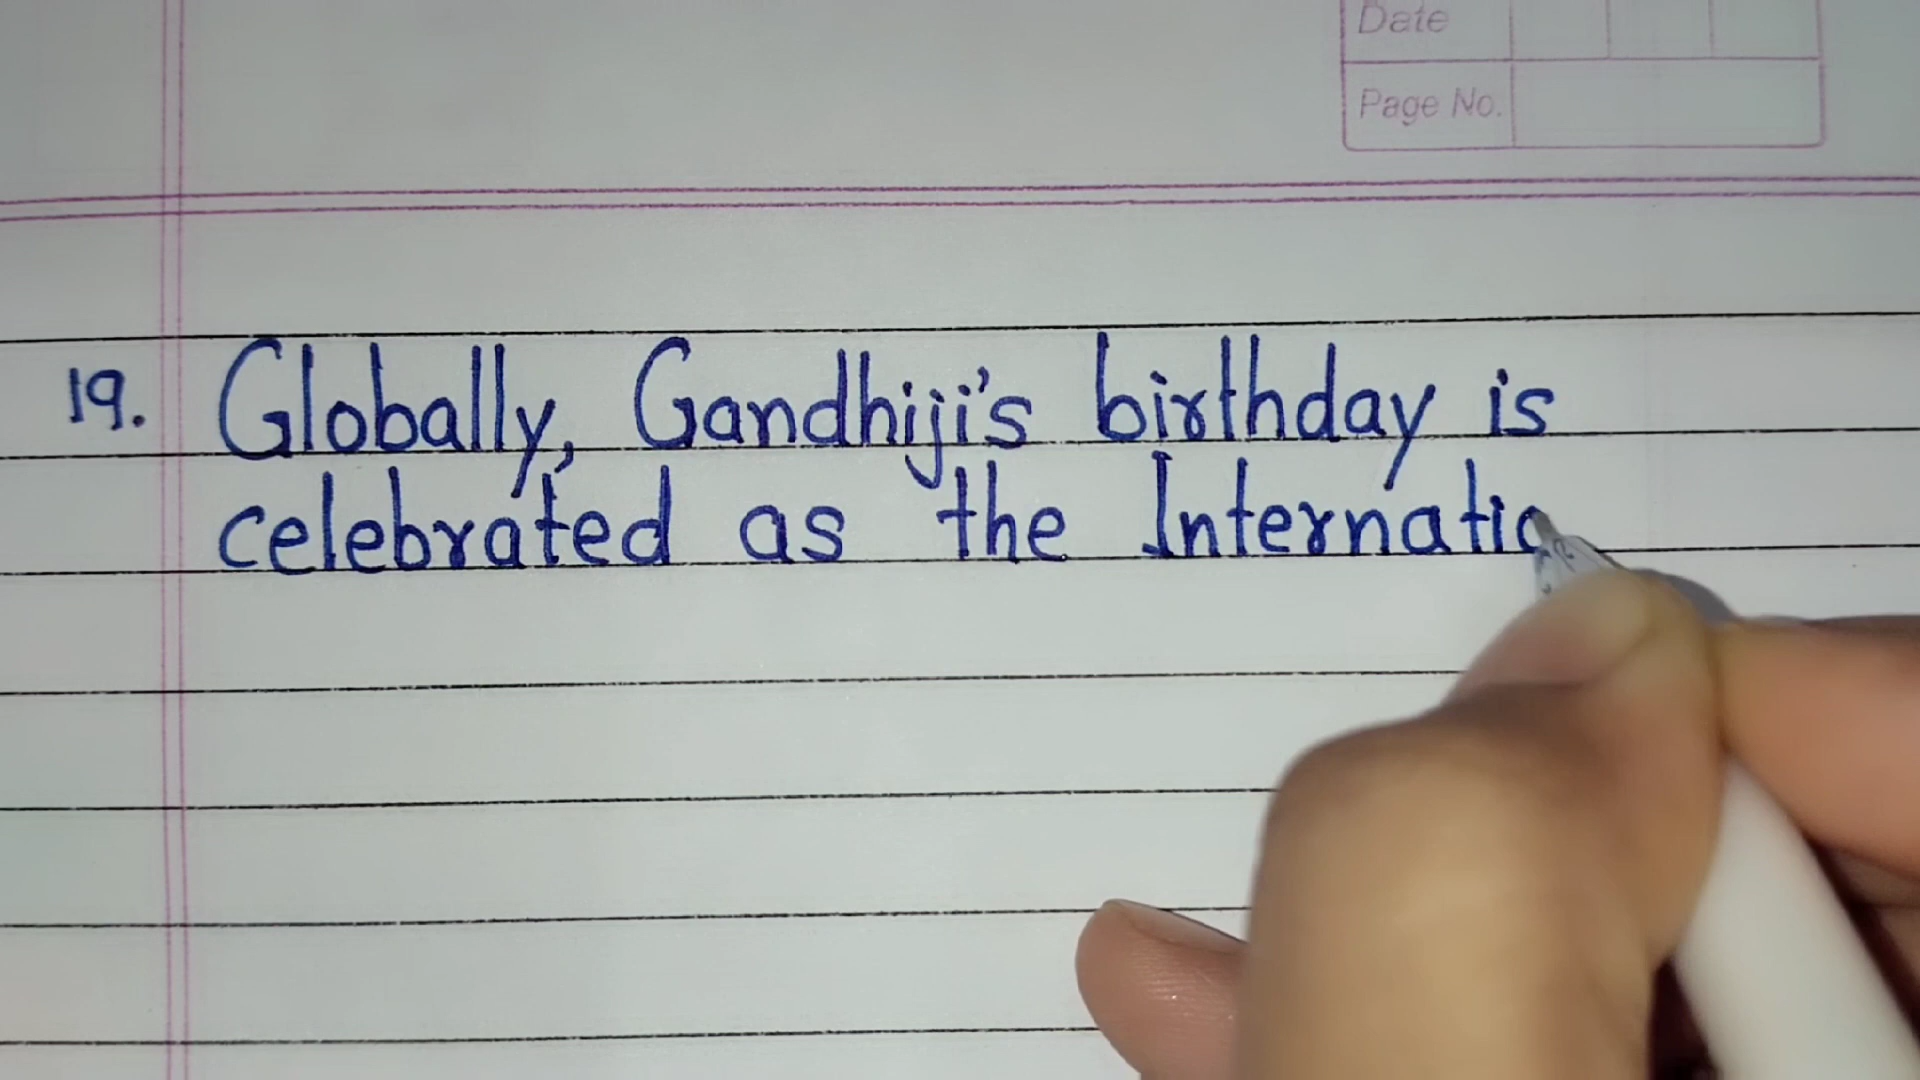 Date
Page No.
19. Globally, Gandhiji's birthday is
celebrated as the Internatio